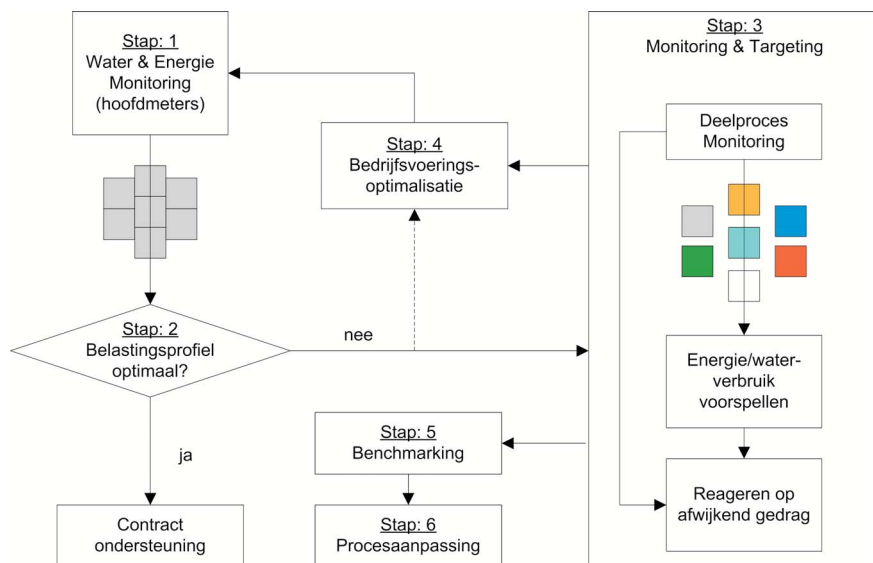 Stap: 1
Water & Energie
Monitoring
(hoofdmeters)
Stap: 3
Monitoring & Targeting
Stap: 4
Bedrijfsvoerings-
optimalisatie
Deelproces
Monitoring
Stap: 2
Belastingsprofiel
optimaal?
nee
Energie/water-
verbruik
voorspellen
ja
Stap: 5
Benchmarking
Reageren op
afwijkend gedrag
Contract
ondersteuning
Stap: 6
Procesaanpassing